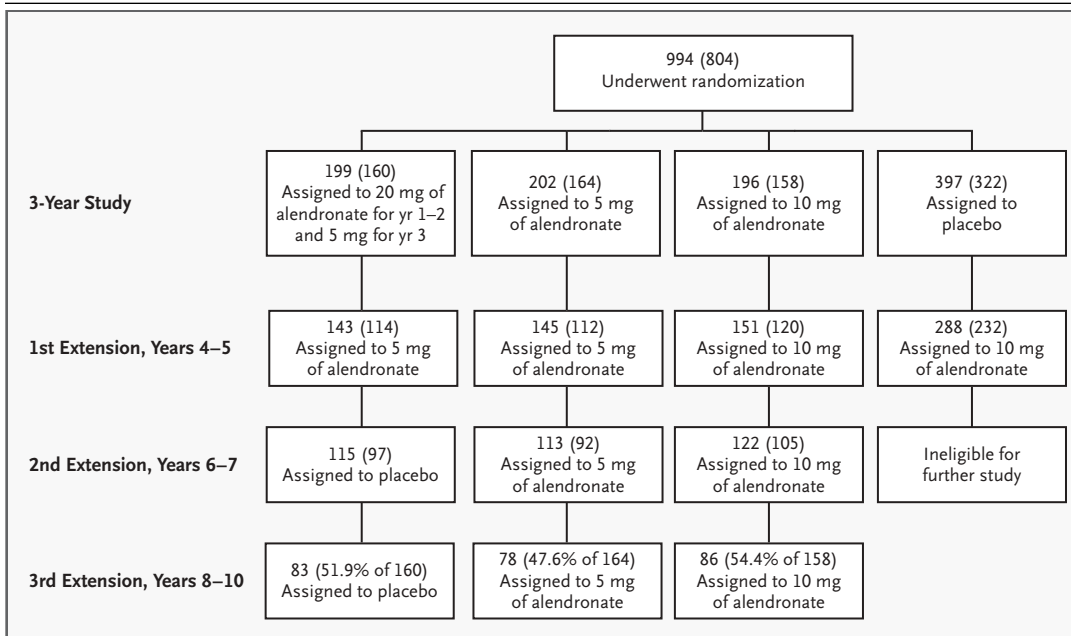 994 (804)
Underwent randomization
3-Year Study
199 (160)
Assigned to 20 mg of
alendronate for yr 1–2
and 5 mg for yr 3
202 (164)
Assigned to 5 mg
of alendronate
196 (158)
Assigned to 10 mg
of alendronate
397 (322)
Assigned to
placebo
1st Extension, Years 4–5
143 (114)
Assigned to 5 mg
of alendronate
145 (112)
Assigned to 5 mg
of alendronate
151 (120)
Assigned to 10 mg
of alendronate
288 (232)
Assigned to 10 mg
of alendronate
2nd Extension, Years 6–7
115 (97)
Assigned to placebo
113 (92)
Assigned to 5 mg
of alendronate
122 (105)
Assigned to 10 mg
of alendronate
Ineligible for
further study
3rd Extension, Years 8–10
83 (51.9% of 160)
Assigned to placebo
78 (47.6% of 164)
Assigned to 5 mg
of alendronate
86 (54.4% of 158)
Assigned to 10 mg
of alendronate